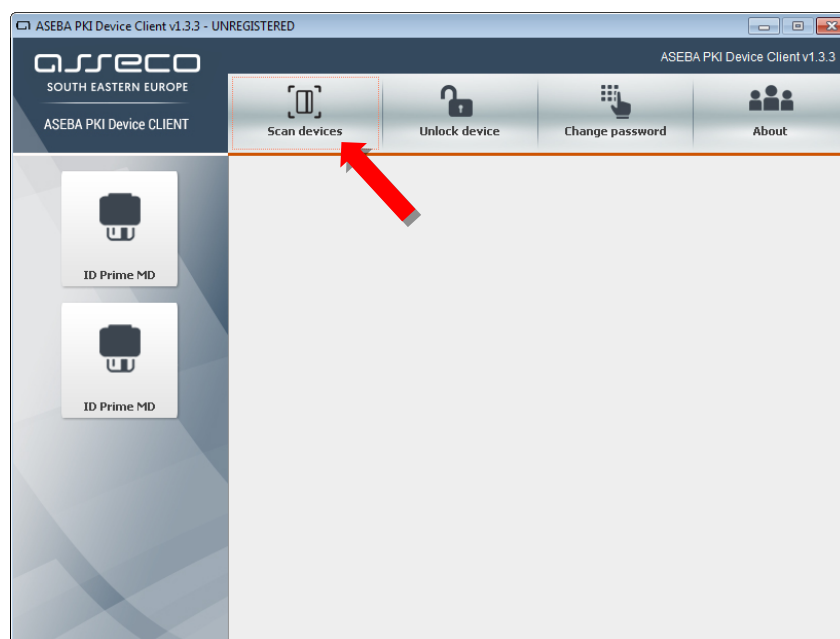 ASEBA PKI Device Client v1.3.3 - UNREGISTERED
asseco
SOUTH EASTERN EUROPE
ASEBA PKI Device CLIENT
ASEBA PKI Device Client v1.3.3
Scan devices
Unlock device
Change password
About
ID Prime MD
ID Prime MD